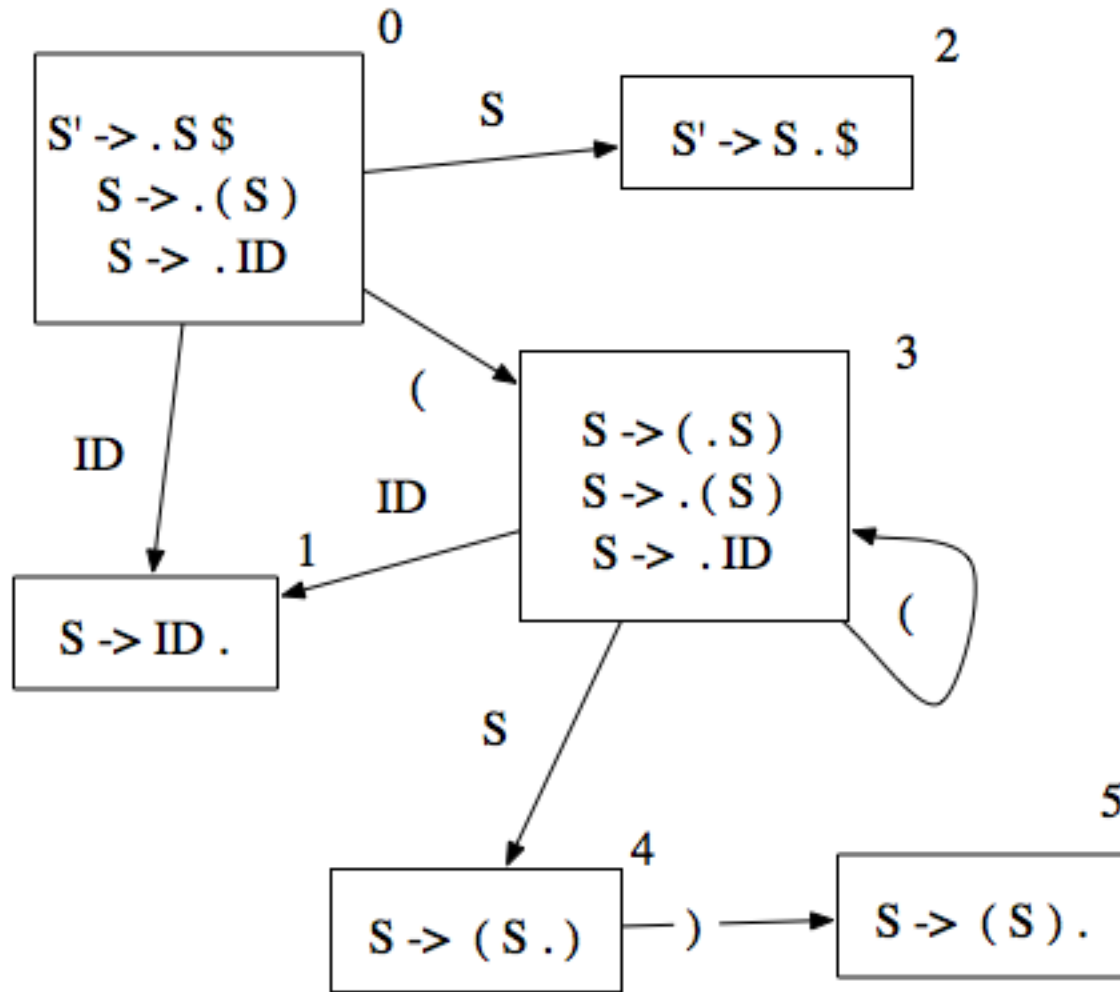 0
2
S' -> . S $
S -> . ( S )
S -> . ID
S
S' -> S . $
3
(
ID
ID
S -> ( . S )
S -> . ( S )
S -> . ID
1
S -> ID .
(
S
4
5
S -> ( S . )
)
S -> ( S ) .